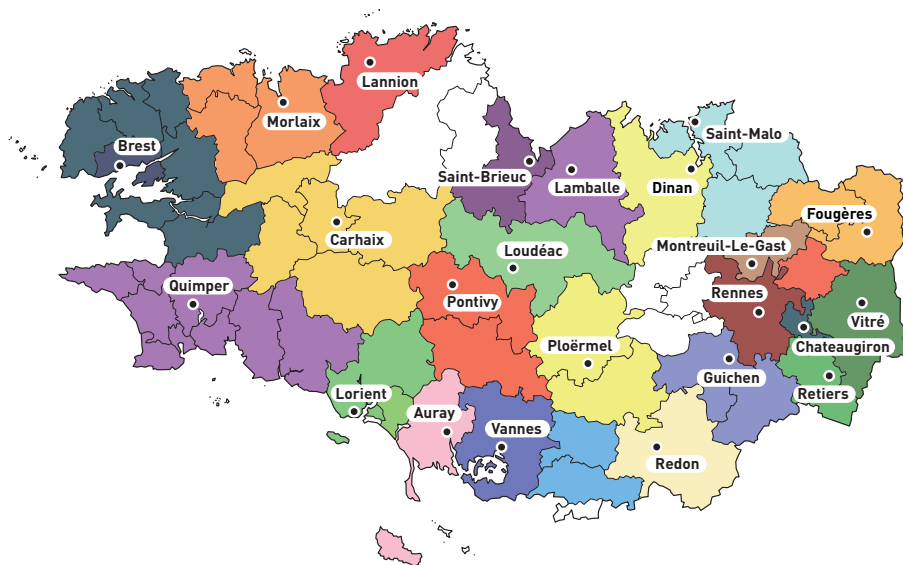 Lannion
Morlaix
Saint-Malo
Brest
Saint-Brieuc
Lamballe
Dinan
Fougères
Carhaix
Loudéac
Montreuil-Le-Gast
Quimper
Pontivy
Rennes
Vitré
Ploërmel
Chateaugiron
Guichen
Lorient
Retiers
Auray
Vannes
Redon